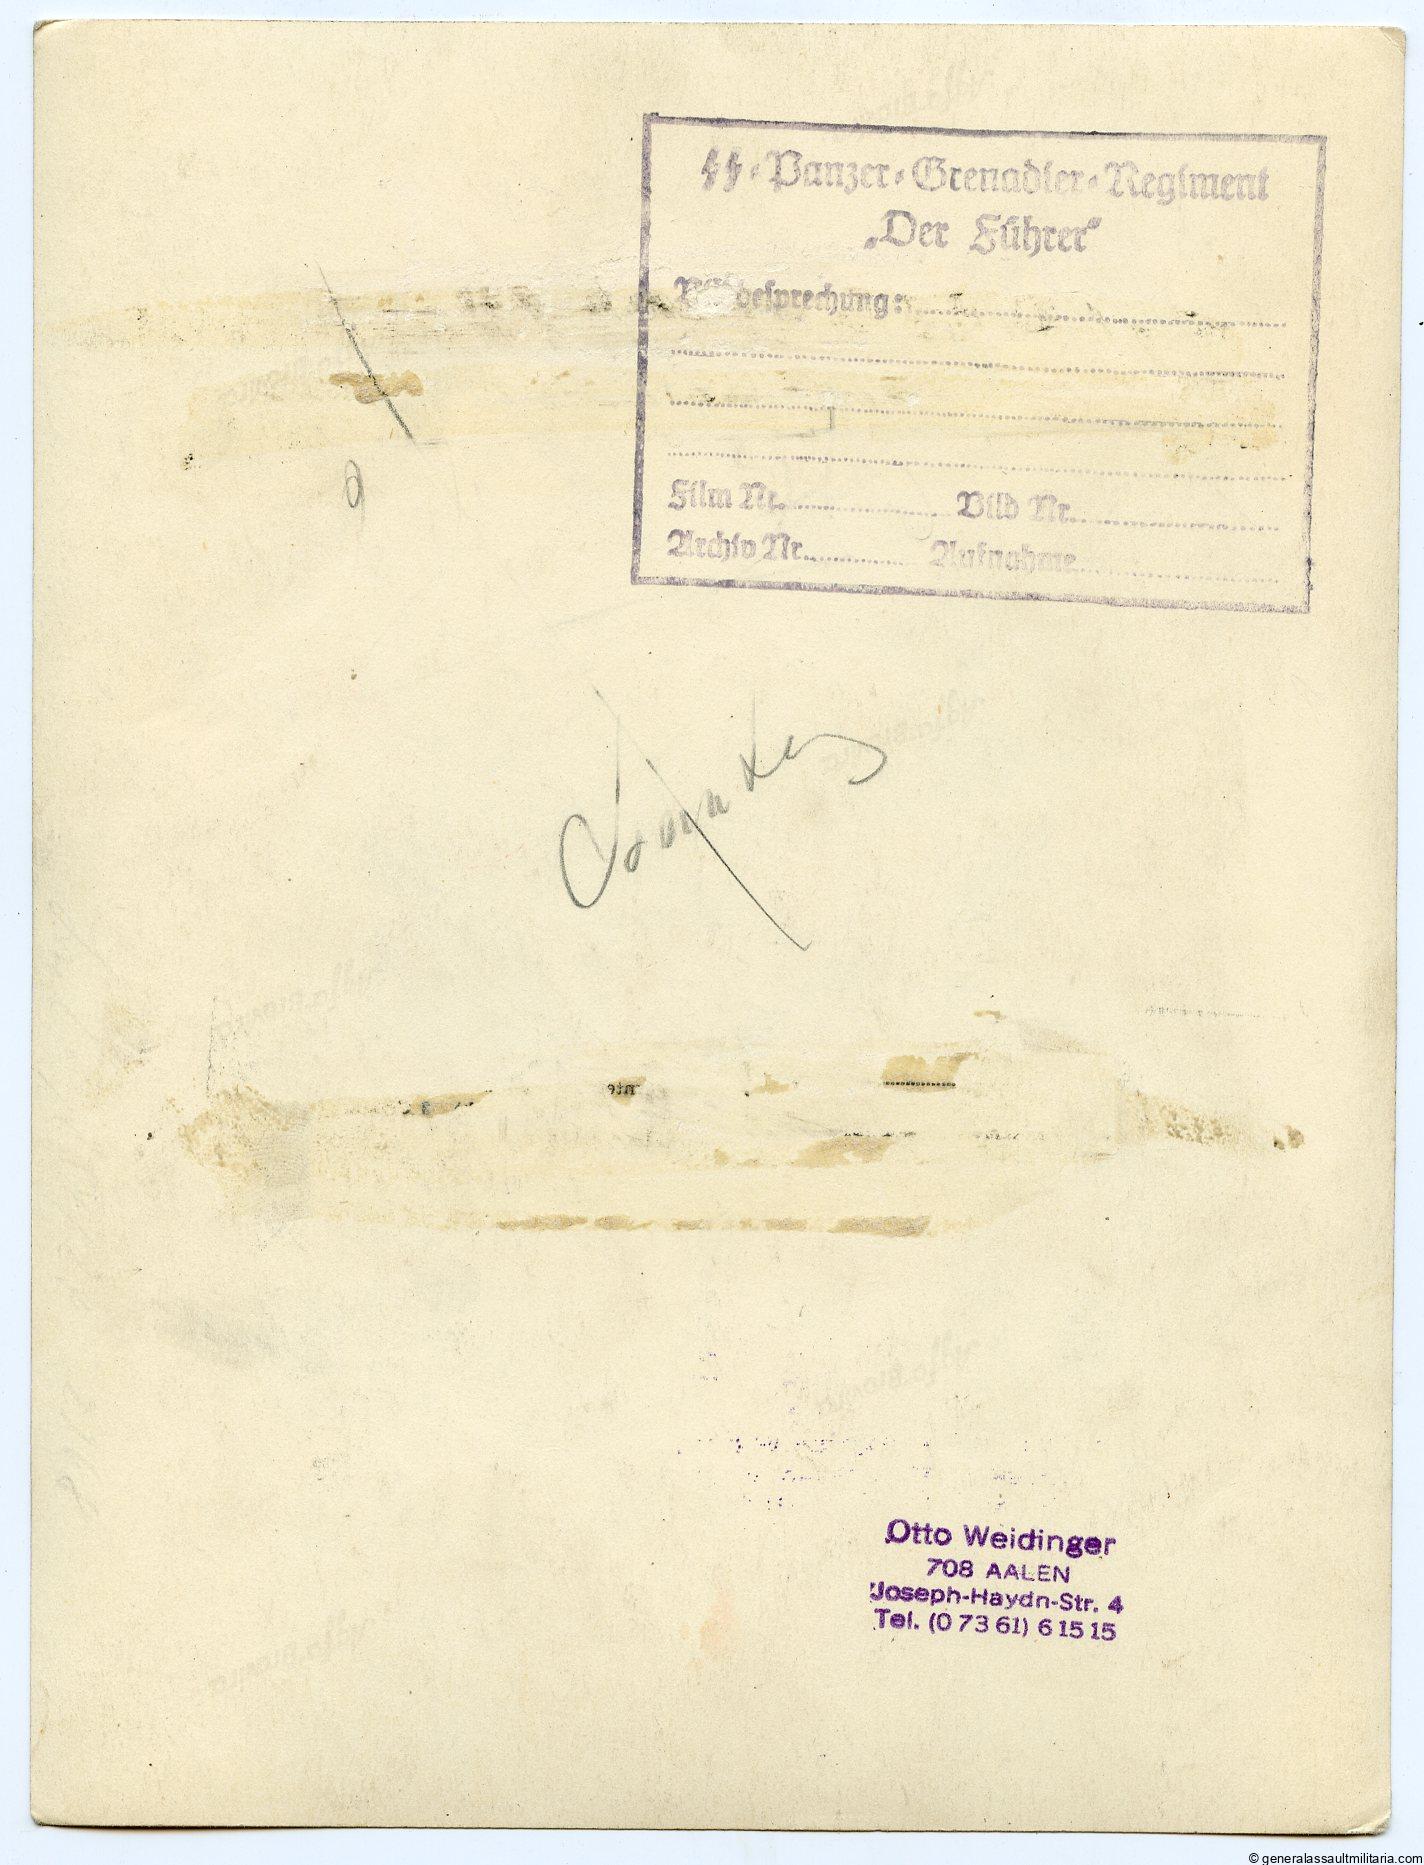 SS-Panzer-Grenadier-Regiment
„Der Führer“
Bildbesprechung:
Film Nr. Bild Nr.
Archiv Nr. Aufnahme
Otto Weidinger
708 AALEN
Joseph-Haydn-Str. 4
Tel. (0 73 61) 6 15 15
© generalassaultmilitaria.com